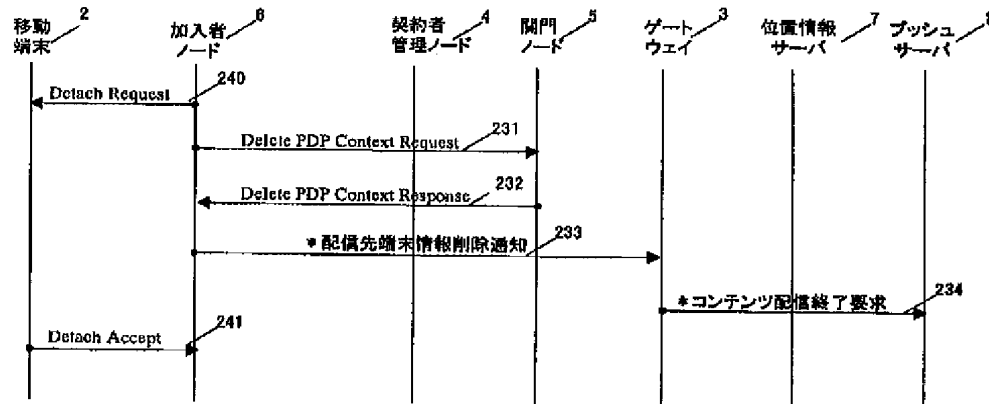 移動
端末
2
加入者
ノード
6
契約者
管理ノード
4
関門
ノード
5
ゲート
ウェイ
3
位置情報
サーバ
7
プッシュ
サーバ
8
Detach Request
240
Delete PDP Context Request
231
Delete PDP Context Response
232
*配信先端末情報削除通知
233
*コンテンツ配信終了要求
234
Detach Accept
241